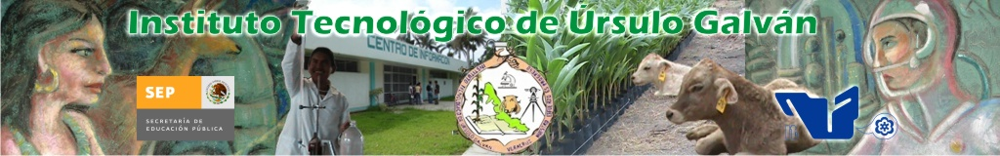 Instituto Tecnológico de Úrsulo Galván
CENTRO DE INFORMACIÓN
SEP
SECRETARÍA DE
EDUCACIÓN PÚBLICA